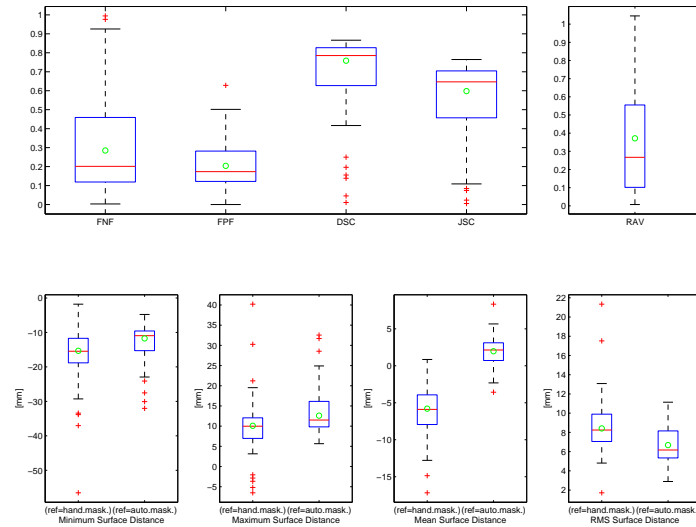 1 1
0.9 0.9
0.8 0.8
0.7 0.7
0.6 0.6
0.5 0.5
0.4 0.4
0.3 0.3
0.2 0.2
0.1 0.1
0 0
FNF FPF DSC JSC RAV
0 -10 -20 -30 -40 -50
[mm]
(ref=hand.mask.) (ref=auto.mask.)
Minimum Surface Distance
40 35 30 25 20 15 10 5 0 -5
[mm]
(ref=hand.mask.) (ref=auto.mask.)
Maximum Surface Distance
5 0 -5 -10 -15
[mm]
(ref=hand.mask.) (ref=auto.mask.)
Mean Surface Distance
22 20 18 16 14 12 10 8 6 4 2
[mm]
(ref=hand.mask.) (ref=auto.mask.)
RMS Surface Distance